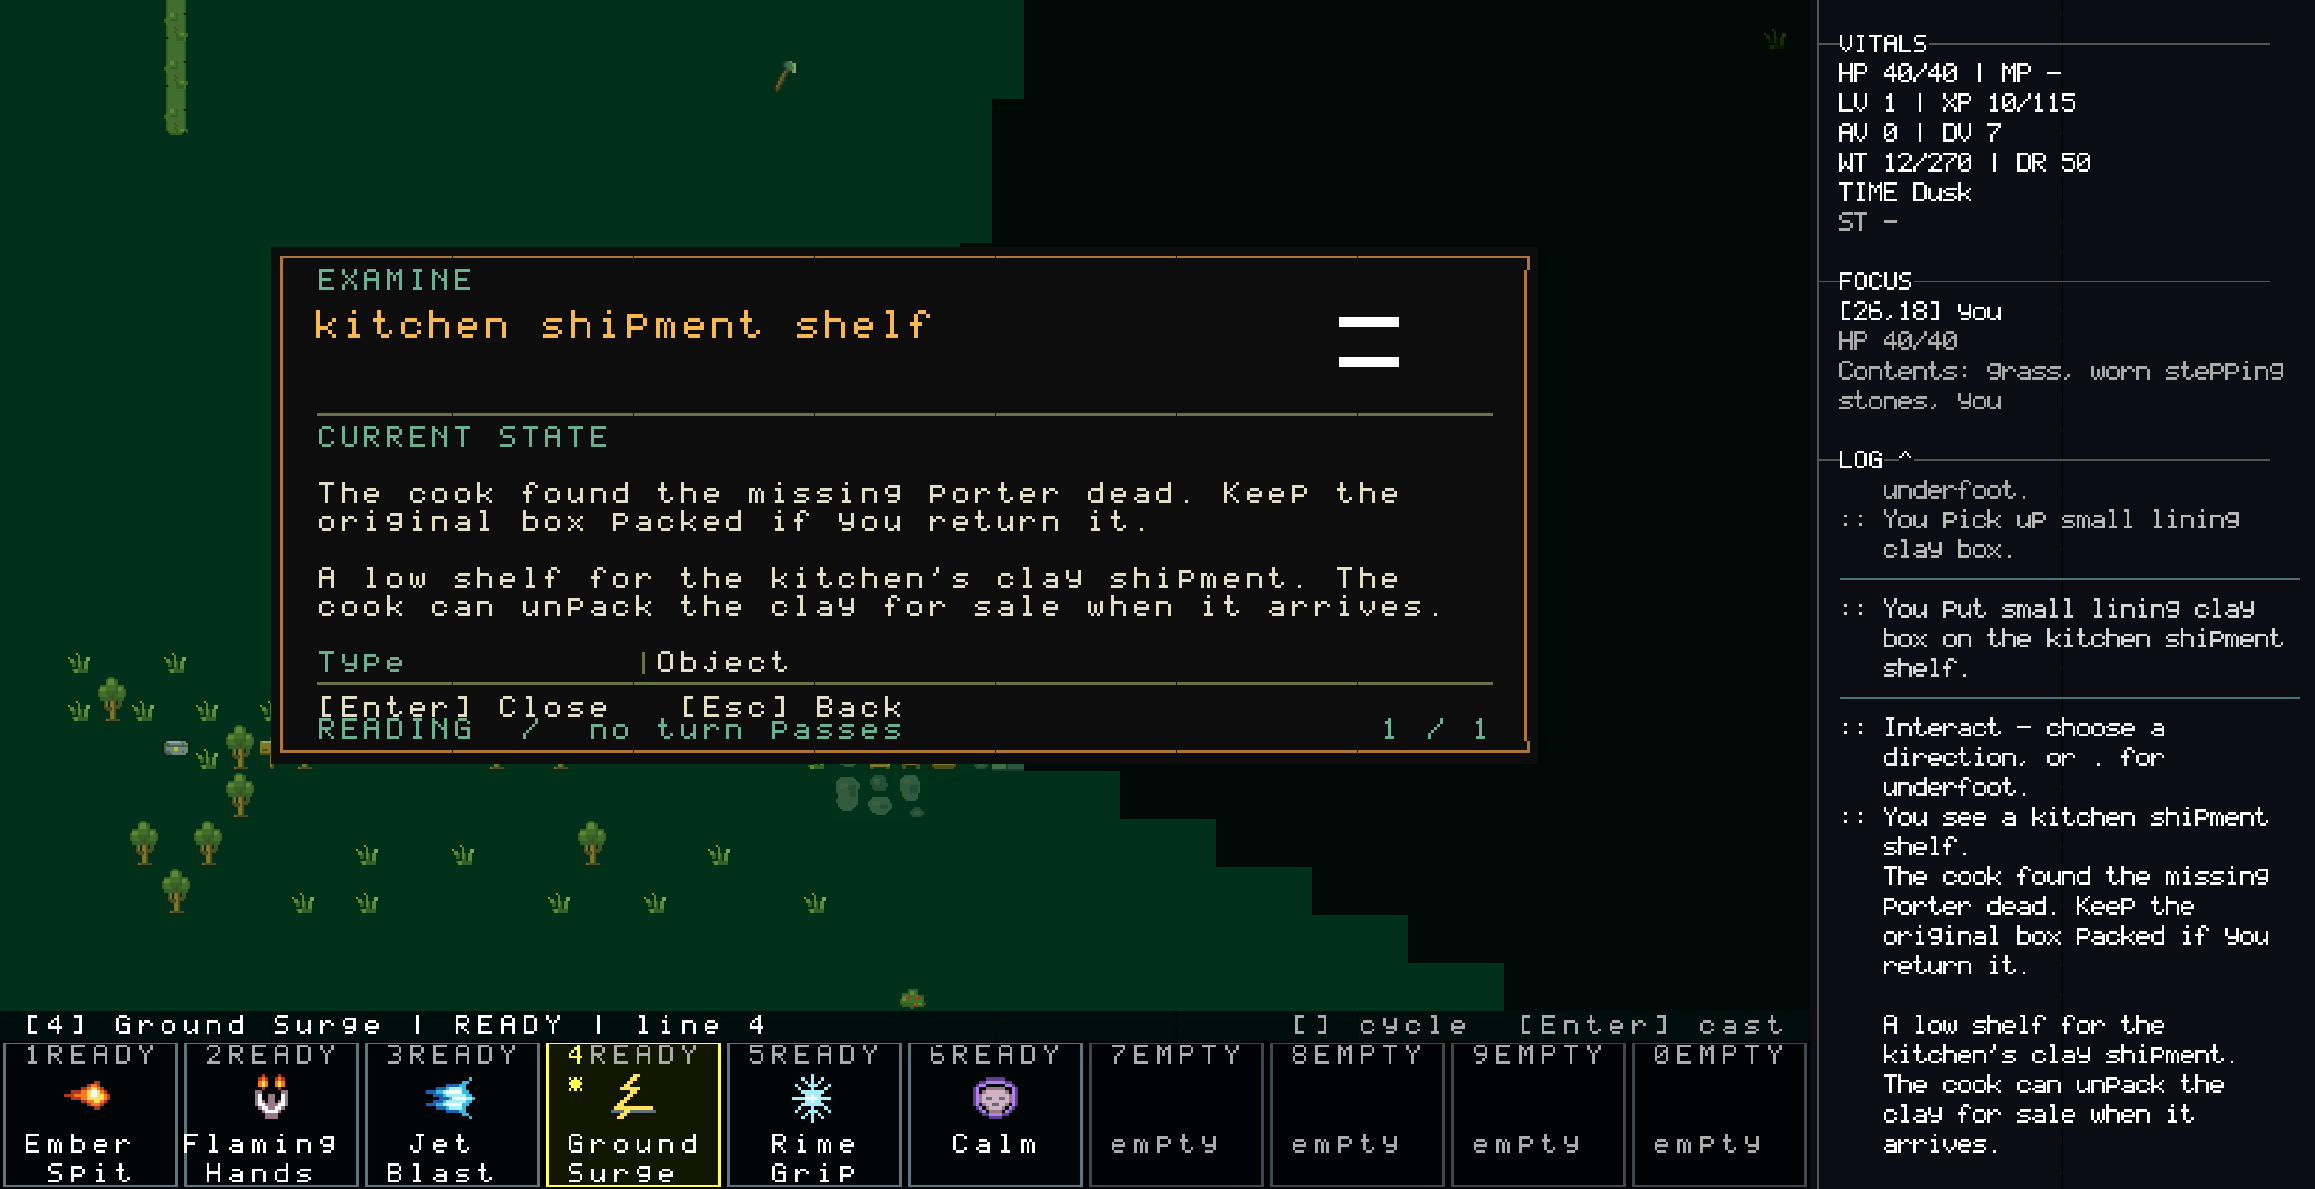 EXAMINE
kitchen shipment shelf
CURRENT STATE
The cook found the missing porter dead. Keep the
original box packed if you return it.
A low shelf for the kitchen's clay shipment. The
cook can unpack the clay for sale when it arrives.
Type |Object
[Enter] Close [Esc] Back
READING / no turn passes 1 / 1
[4] Ground Surge | READY | line 4 [] cycle [Enter] cast
1READY 2READY 3READY 4READY 5READY 6READY 7EMPTY 8EMPTY 9EMPTY 0EMPTY
Ember Flaming Jet Ground Rime Calm empty empty empty empty
Spit Hands Blast Surge Grip
VITALS
HP 40/40 | MP -
LV 1 | XP 10/115
AV 0 | DV 7
WT 12/270 | DR 50
TIME Dusk
ST -
FOCUS
[26,18] You
HP 40/40
Contents: grass, worn stepping
stones, you
LOG ^
underfoot.
:: You pick up small lining
clay box.
:: You put small lining clay
box on the kitchen shipment
shelf.
:: Interact - choose a
direction, or . for
underfoot.
:: You see a kitchen shipment
shelf.
The cook found the missing
porter dead. Keep the
original box packed if you
return it.
A low shelf for the
kitchen's clay shipment.
The cook can unpack the
clay for sale when it
arrives.